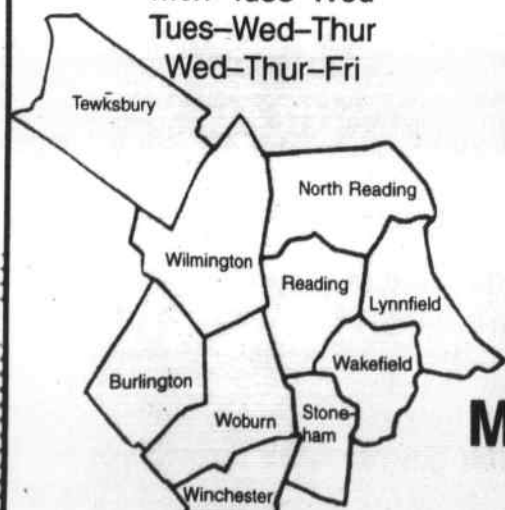 Tues–Wed–Thur
Wed–Thur–Fri
Tewksbury
North Reading
Wilmington
Reading
Lynnfield
Burlington
Wakefield
Woburn
Stone-
ham
Winchester
M